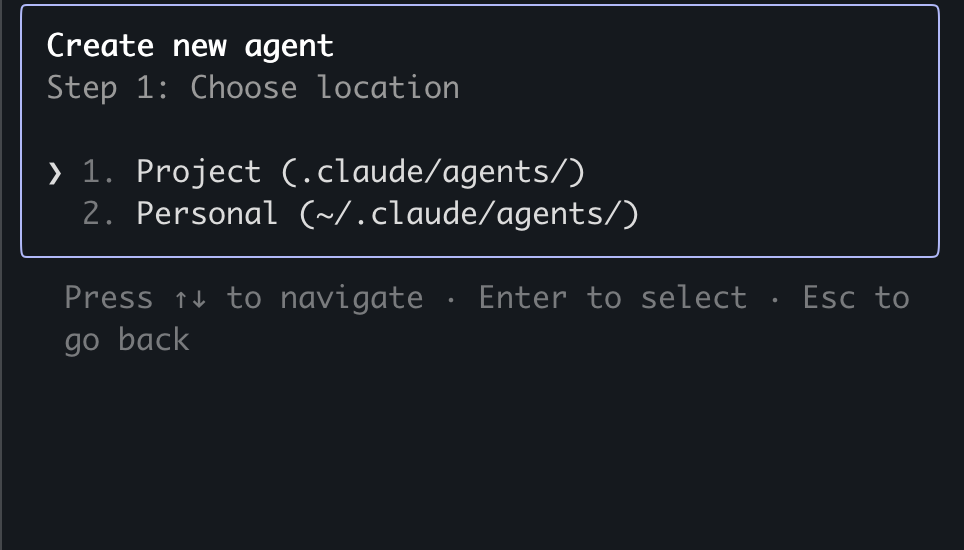 Create new agent
Step 1: Choose location
❯ 1. Project (.claude/agents/)
2. Personal (~/.claude/agents/)
Press ↑↓ to navigate · Enter to select · Esc to
go back